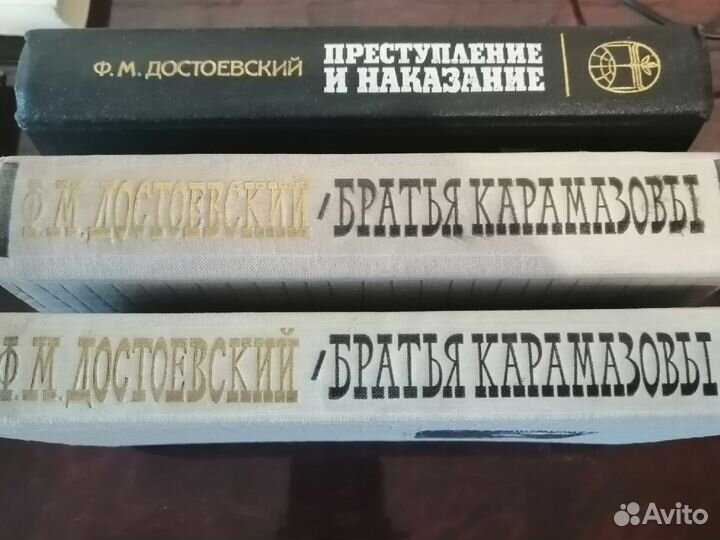 Ф. М. ДОСТОЕВСКИЙ ПРЕСТУПЛЕНИЕ
И НАКАЗАНИЕ
Ф. М. ДОСТОЕВСКИЙ / БРАТЬЯ КАРАМАЗОВЫ
Ф. М. ДОСТОЕВСКИЙ / БРАТЬЯ КАРАМАЗОВЫ
Avito